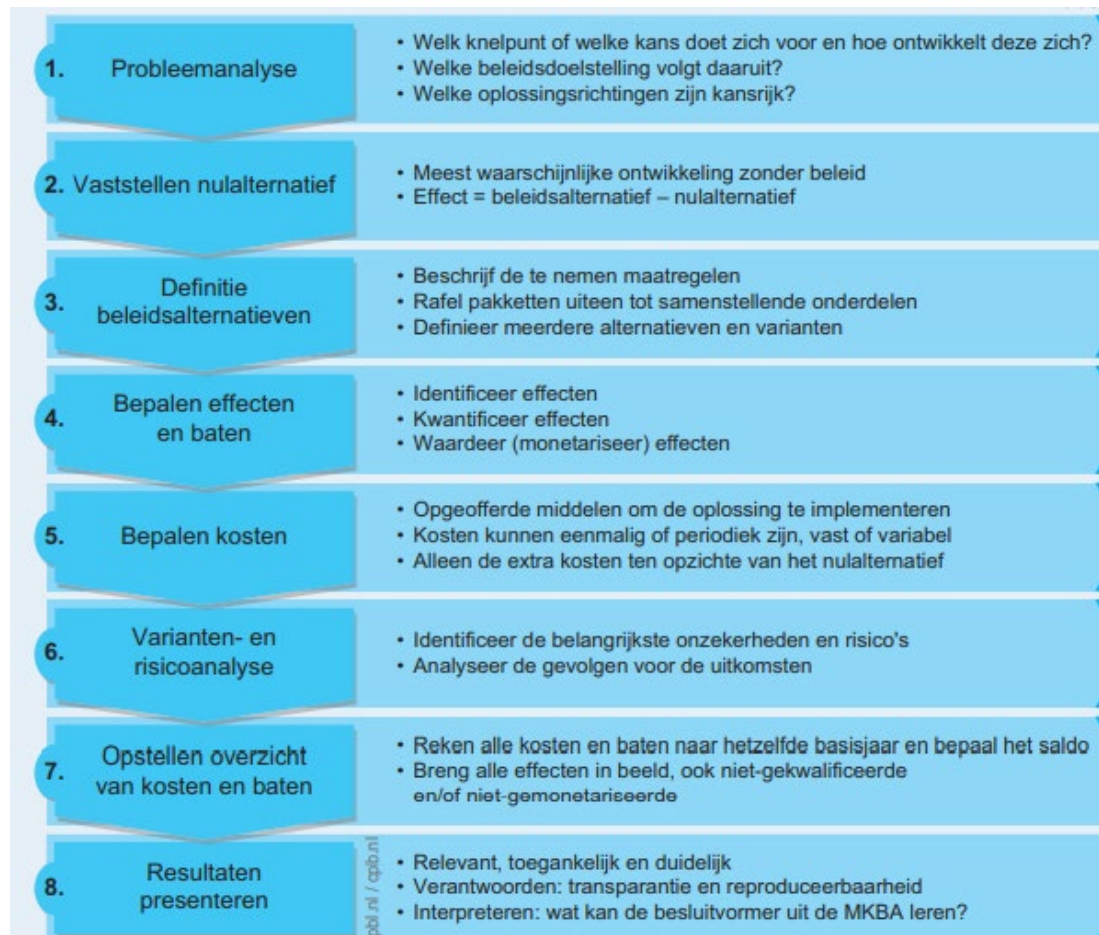 1. Probleemanalyse
• Welk knelpunt of welke kans doet zich voor en hoe ontwikkelt deze zich?
• Welke beleidsdoelstelling volgt daaruit?
• Welke oplossingsrichtingen zijn kansrijk?
2. Vaststellen nulalternatief
• Meest waarschijnlijke ontwikkeling zonder beleid
• Effect = beleidsalternatief – nulalternatief
3. Definitie
beleidsalternatieven
• Beschrijf de te nemen maatregelen
• Rafel pakketten uiteen tot samenstellende onderdelen
• Definieer meerdere alternatieven en varianten
4. Bepalen effecten
en baten
• Identificeer effecten
• Kwantificeer effecten
• Waardeer (monetariseer) effecten
5. Bepalen kosten
• Opgeofferde middelen om de oplossing te implementeren
• Kosten kunnen eenmalig of periodiek zijn, vast of variabel
• Alleen de extra kosten ten opzichte van het nulalternatief
6. Varianten- en
risicoanalyse
• Identificeer de belangrijkste onzekerheden en risico's
• Analyseer de gevolgen voor de uitkomsten
7. Opstellen overzicht
van kosten en baten
• Reken alle kosten en baten naar hetzelfde basisjaar en bepaal het saldo
• Breng alle effecten in beeld, ook niet-gekwalificeerde
en/of niet-gemonetariseerde
8. Resultaten
presenteren
pbl.nl / cpb.nl
• Relevant, toegankelijk en duidelijk
• Verantwoorden: transparantie en reproduceerbaarheid
• Interpreteren: wat kan de besluitvormer uit de MKBA leren?